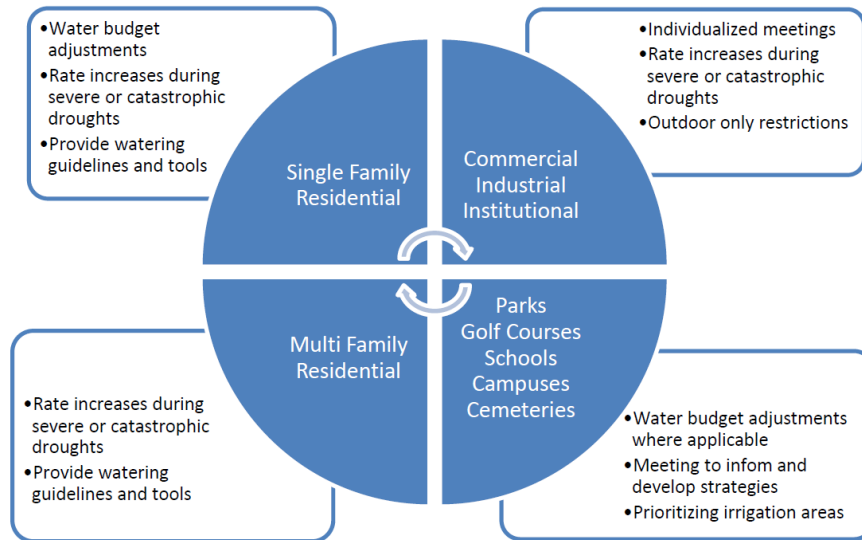 •Water budget
adjustments
•Rate increases during
severe or catastrophic
droughts
•Provide watering
guidelines and tools
Single Family
Residential
•Individualized meetings
•Rate increases during
severe or catastrophic
droughts
•Outdoor only restrictions
Commercial
Industrial
Institutional
Multi Family
Residential
•Rate increases during
severe or catastrophic
droughts
•Provide watering
guidelines and tools
Parks
Golf Courses
Schools
Campuses
Cemeteries
•Water budget adjustments
where applicable
•Meeting to infom and
develop strategies
•Prioritizing irrigation areas